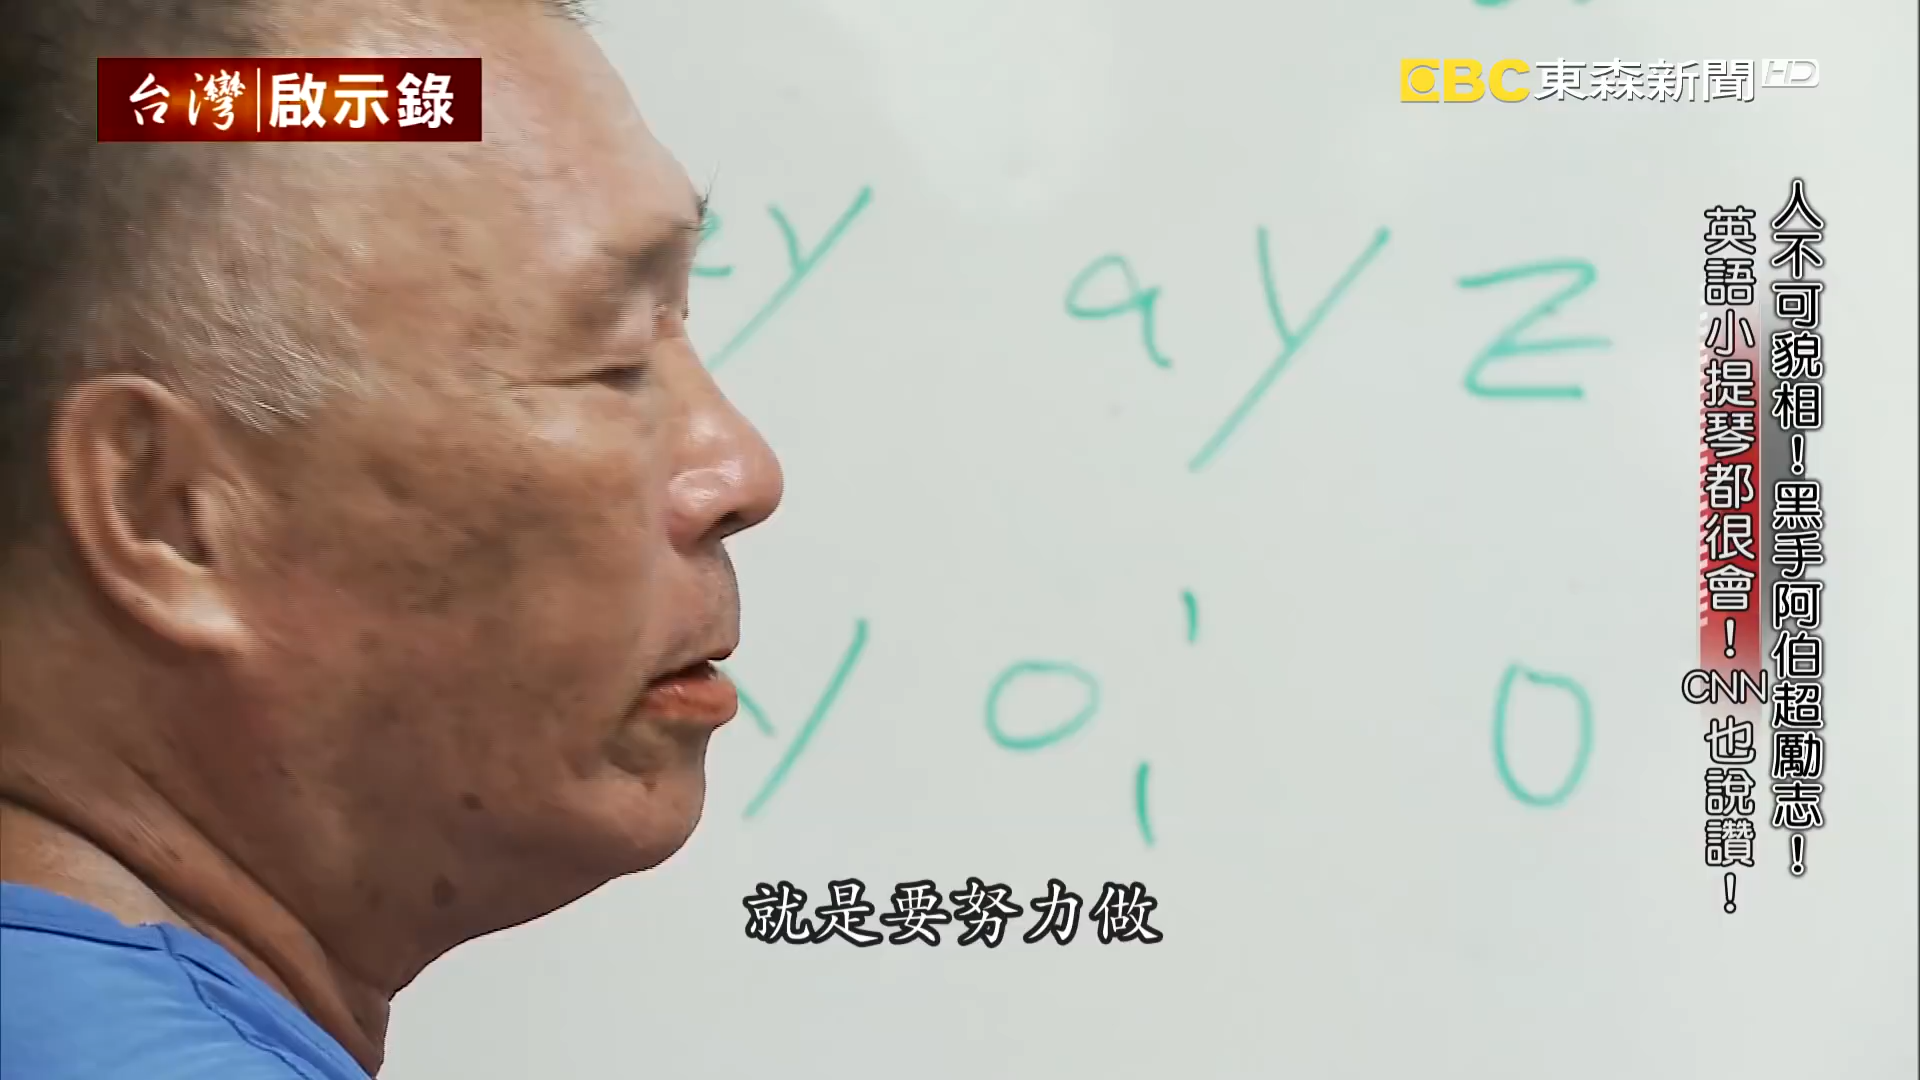 台灣|啟示錄
EBC東森新聞HD
人不可貌相！黑手阿伯超勵志！
英語小提琴都很會！CNN也說讚！
ay z
y o 0
就是要努力做